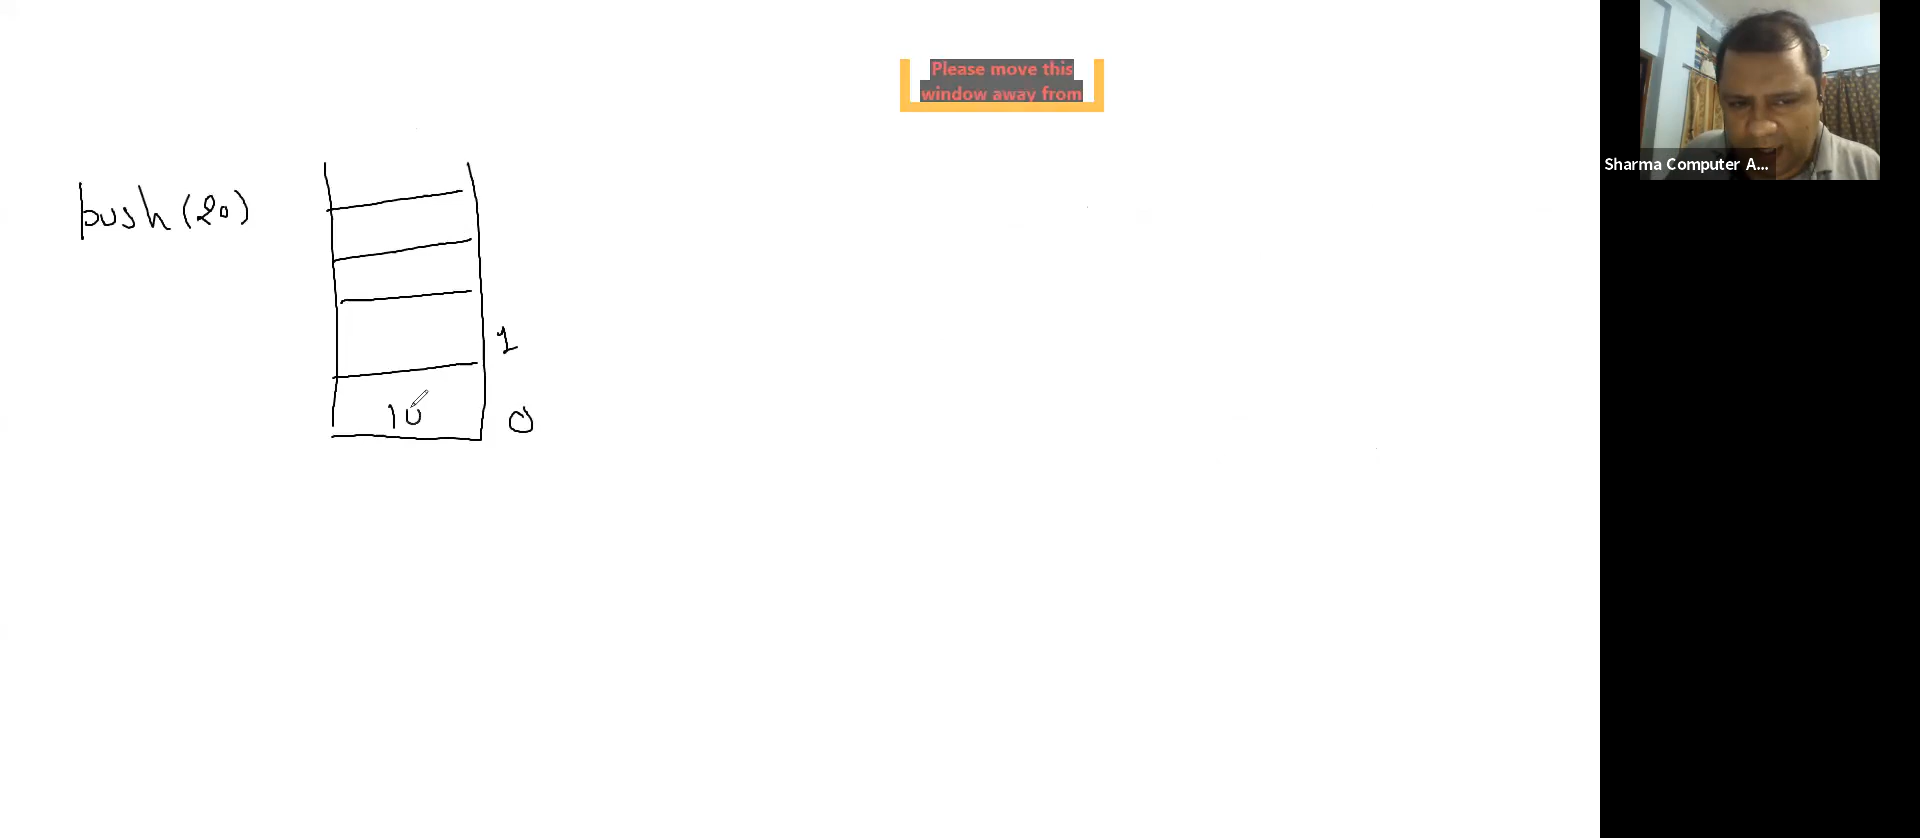 Please move this
window away from
Sharma Computer A...
push(20)
1
10
0